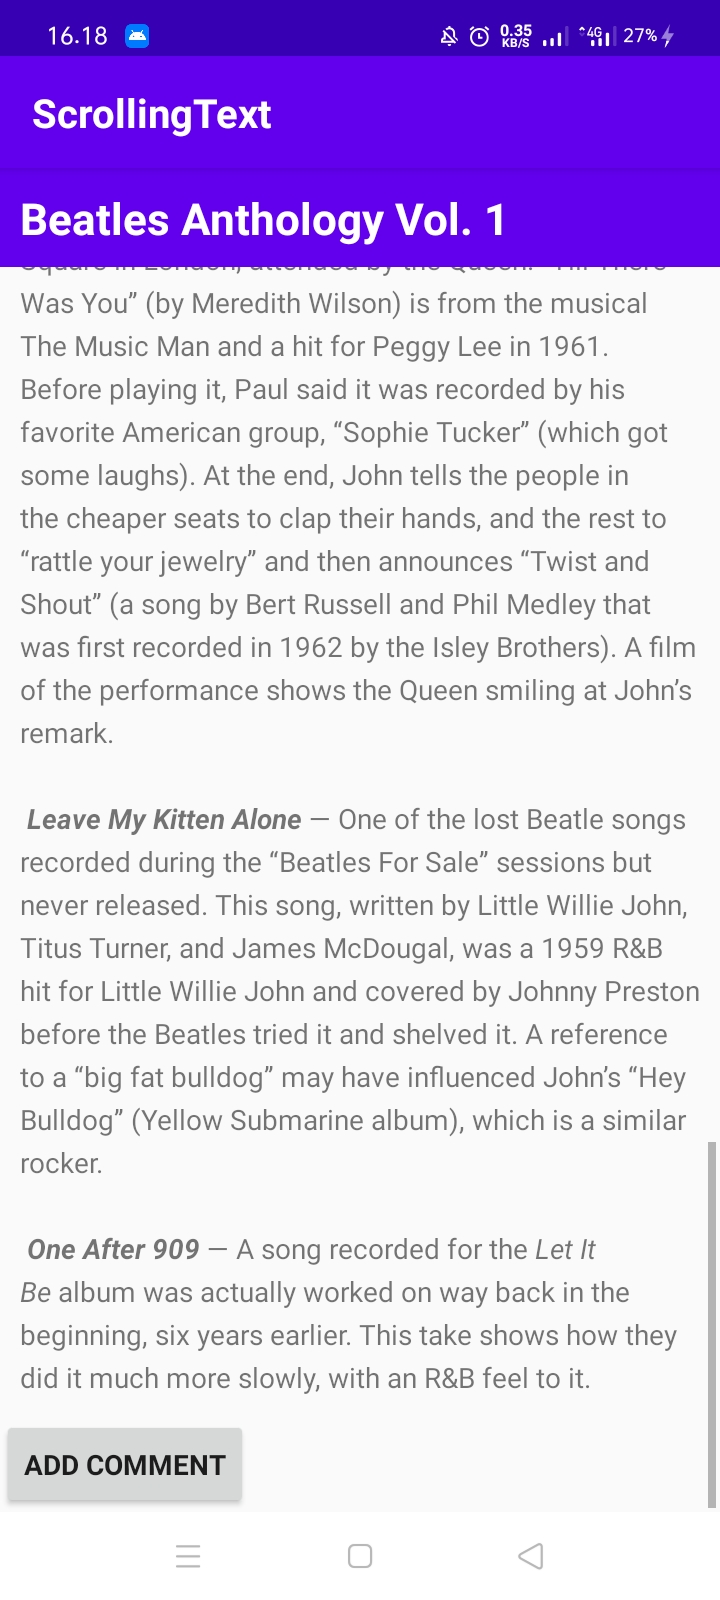 16.18
0.35
KB/S
4G
27%
ScrollingText
Beatles Anthology Vol. 1
Square in London, attended by the Queen. “Till There
Was You” (by Meredith Wilson) is from the musical
The Music Man and a hit for Peggy Lee in 1961.
Before playing it, Paul said it was recorded by his
favorite American group, “Sophie Tucker” (which got
some laughs). At the end, John tells the people in
the cheaper seats to clap their hands, and the rest to
“rattle your jewelry” and then announces “Twist and
Shout” (a song by Bert Russell and Phil Medley that
was first recorded in 1962 by the Isley Brothers). A film
of the performance shows the Queen smiling at John’s
remark.
Leave My Kitten Alone — One of the lost Beatle songs
recorded during the “Beatles For Sale” sessions but
never released. This song, written by Little Willie John,
Titus Turner, and James McDougal, was a 1959 R&B
hit for Little Willie John and covered by Johnny Preston
before the Beatles tried it and shelved it. A reference
to a “big fat bulldog” may have influenced John’s “Hey
Bulldog” (Yellow Submarine album), which is a similar
rocker.
One After 909 — A song recorded for the Let It
Be album was actually worked on way back in the
beginning, six years earlier. This take shows how they
did it much more slowly, with an R&B feel to it.
ADD COMMENT